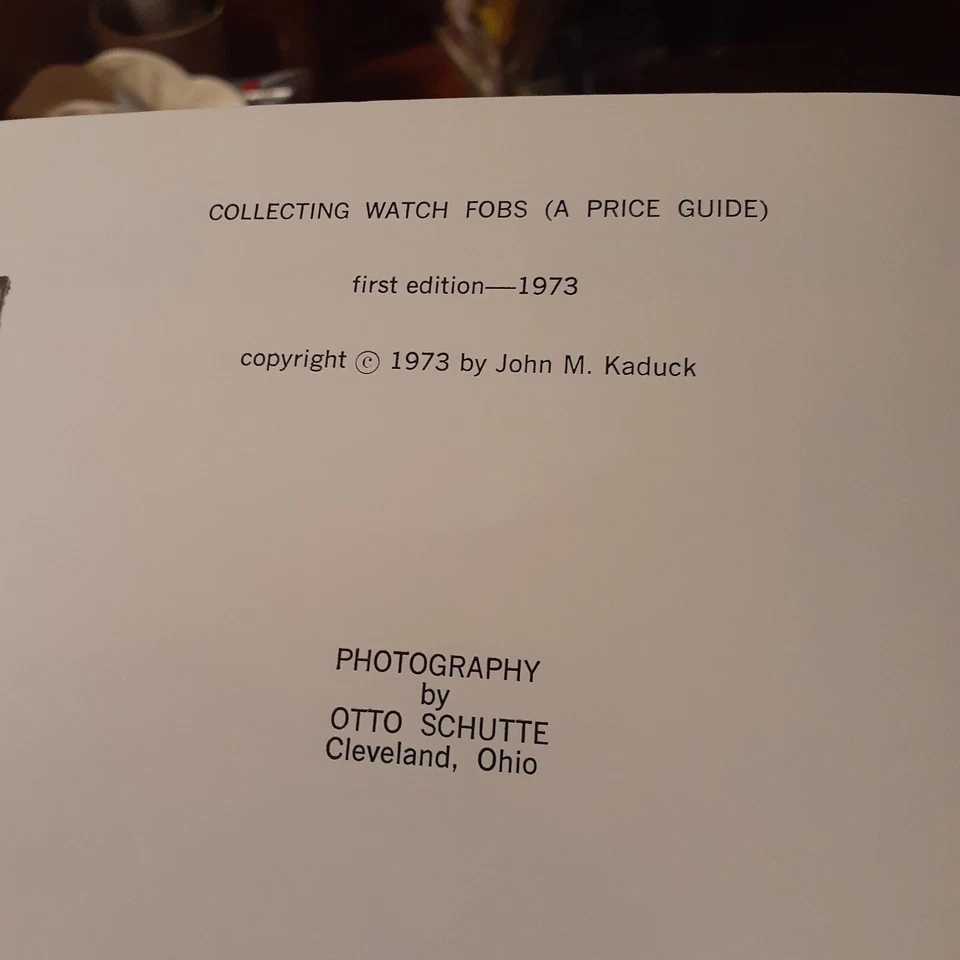 COLLECTING WATCH FOBS (A PRICE GUIDE)
first edition—1973
copyright © 1973 by John M. Kaduck
PHOTOGRAPHY
by
OTTO SCHUTTE
Cleveland, Ohio